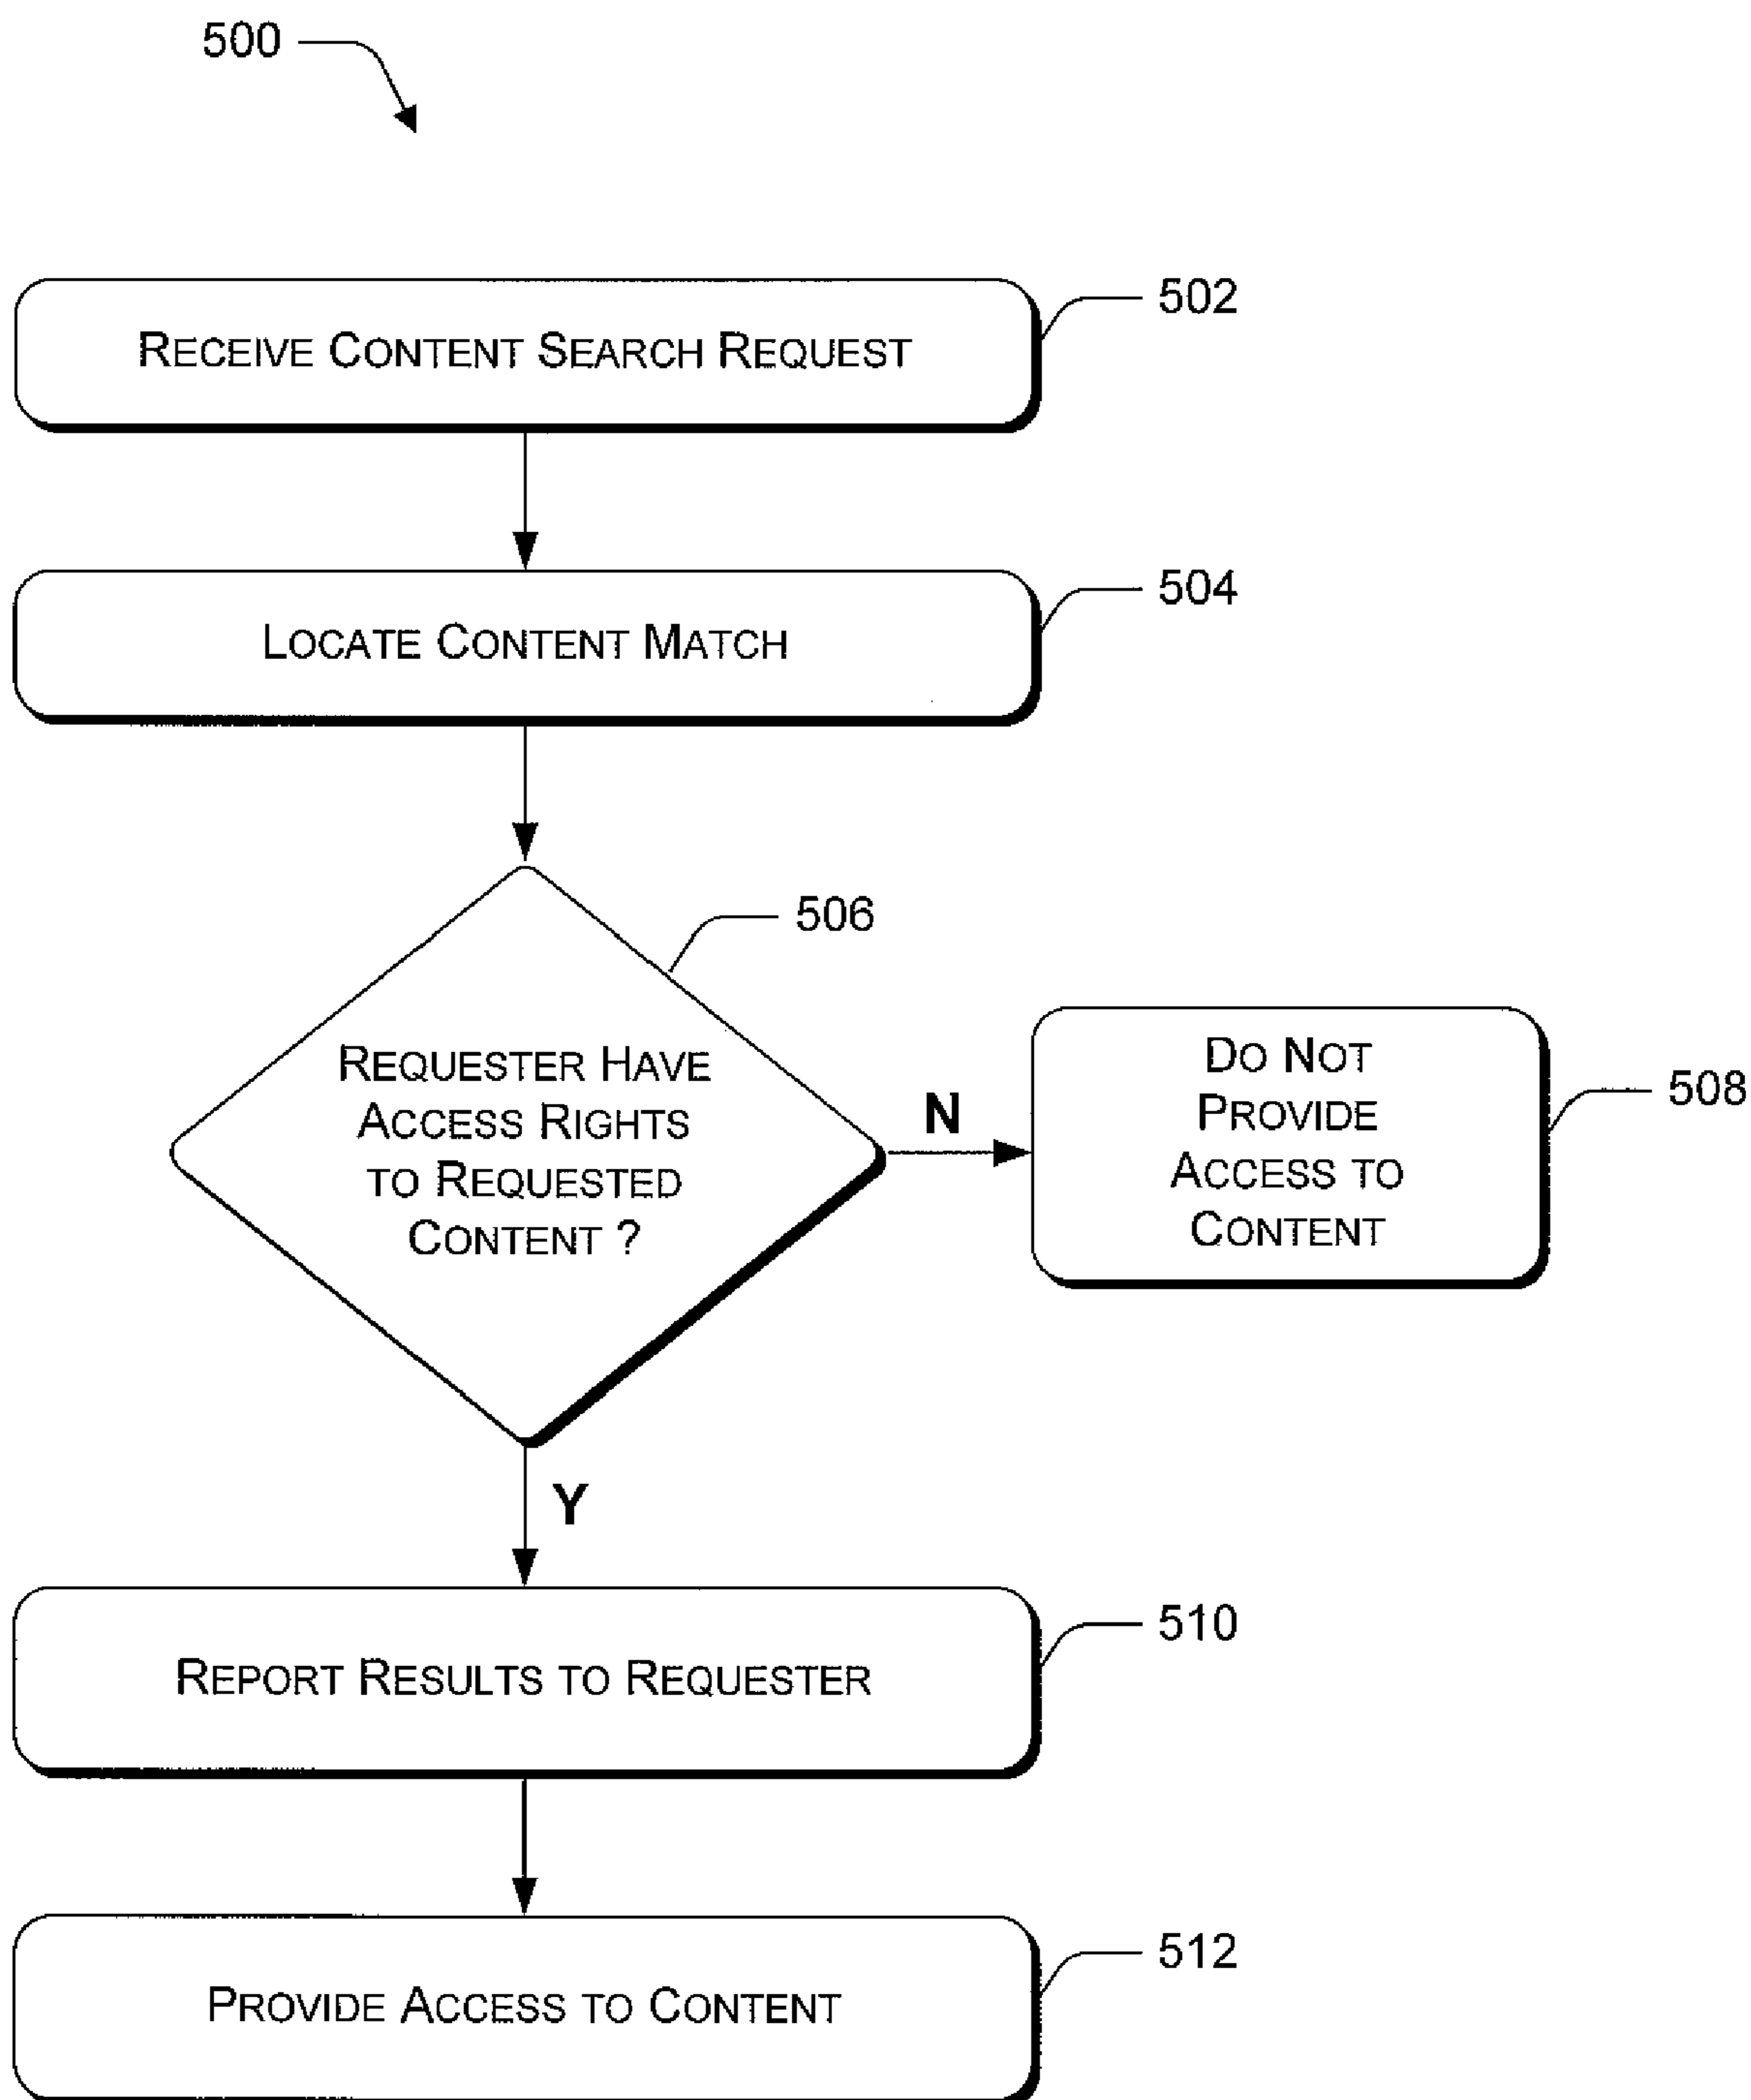 500
RECEIVE CONTENT SEARCH REQUEST
502
LOCATE CONTENT MATCH
504
506
REQUESTER HAVE
ACCESS RIGHTS
TO REQUESTED
CONTENT ?
N
DO NOT
PROVIDE
ACCESS TO
CONTENT
508
Y
REPORT RESULTS TO REQUESTER
510
PROVIDE ACCESS TO CONTENT
512